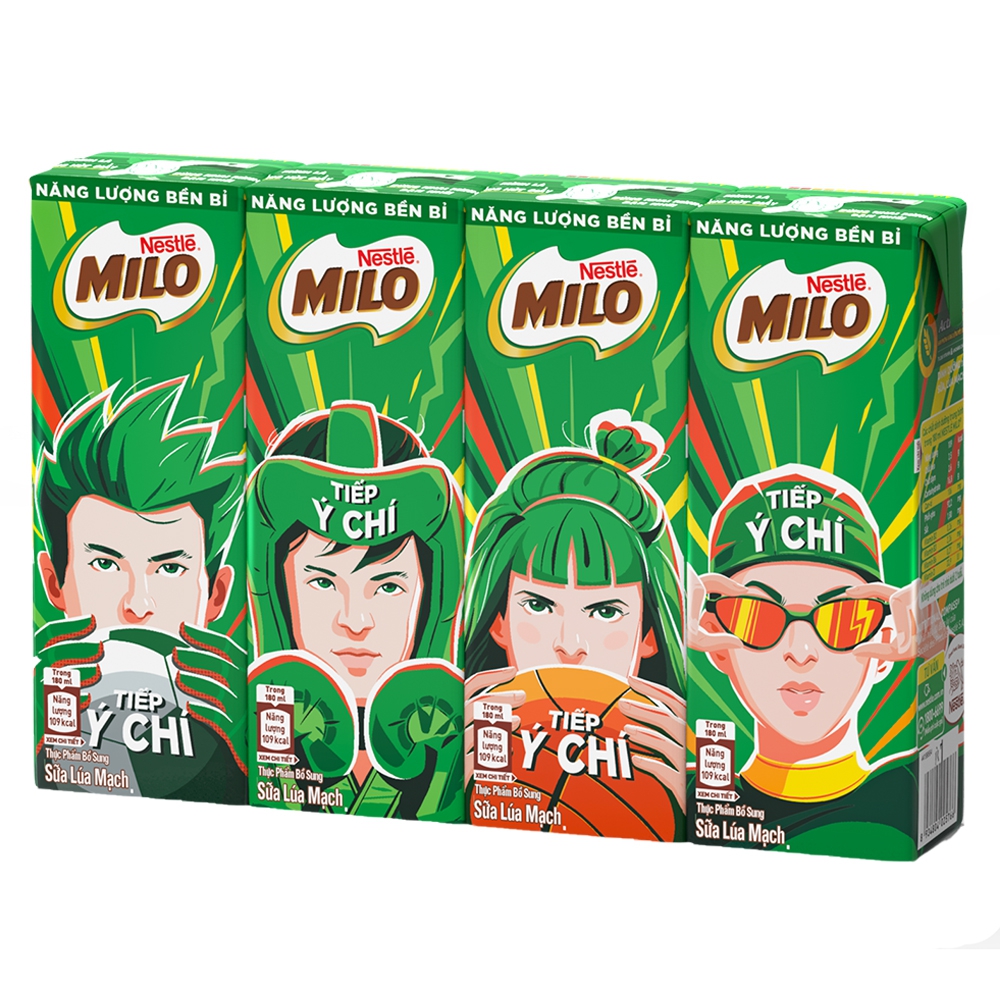 NĂNG LƯỢNG BỀN BỈ
Nestlé.
MILO
Trong
180 ml
Năng
lượng
109 kcal
XEM CHI TIẾT
TIẾP
Ý CHÍ
Thực Phẩm Bổ Sung
Sữa Lúa Mạch
NĂNG LƯỢNG BỀN BỈ
Nestlé.
MILO
TIẾP
Ý CHÍ
Trong
180 ml
Năng
lượng
109 kcal
XEM CHI TIẾT
Thực Phẩm Bổ Sung
Sữa Lúa Mạch
NĂNG LƯỢNG BỀN BỈ
Nestlé.
MILO
Trong
180 ml
Năng
lượng
109 kcal
XEM CHI TIẾT
TIẾP
Ý CHÍ
Thực Phẩm Bổ Sung
Sữa Lúa Mạch
NĂNG LƯỢNG BỀN BỈ
Nestlé.
MILO
TIẾP
Ý CHÍ
Trong
180 ml
Năng
lượng
109 kcal
XEM CHI TIẾT
Thực Phẩm Bổ Sung
Sữa Lúa Mạch